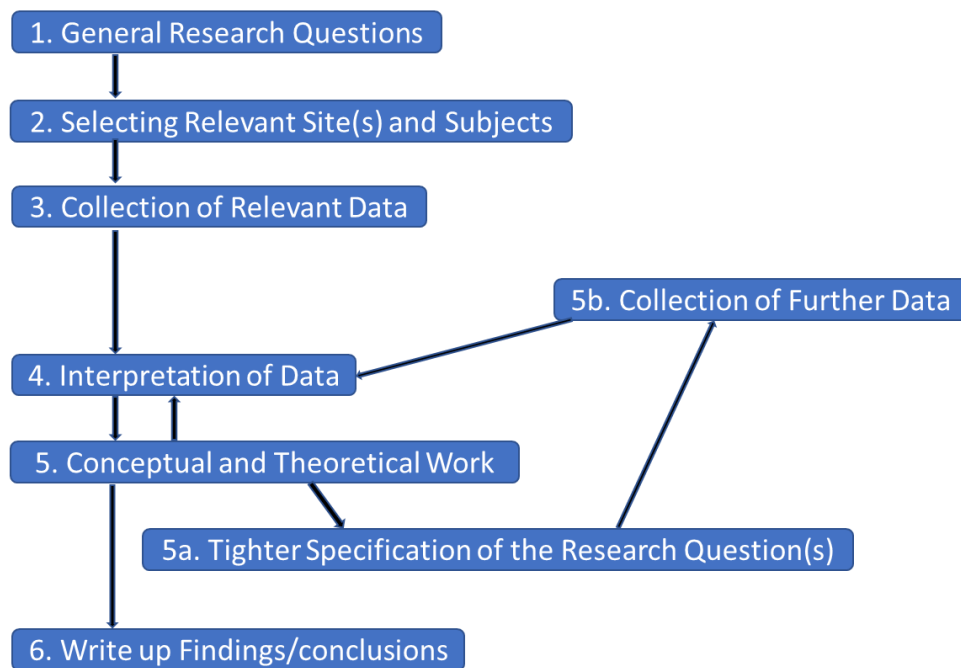 1. General Research Questions
2. Selecting Relevant Site(s) and Subjects
3. Collection of Relevant Data
5b. Collection of Further Data
4. Interpretation of Data
5. Conceptual and Theoretical Work
5a. Tighter Specification of the Research Question(s)
6. Write up Findings/conclusions